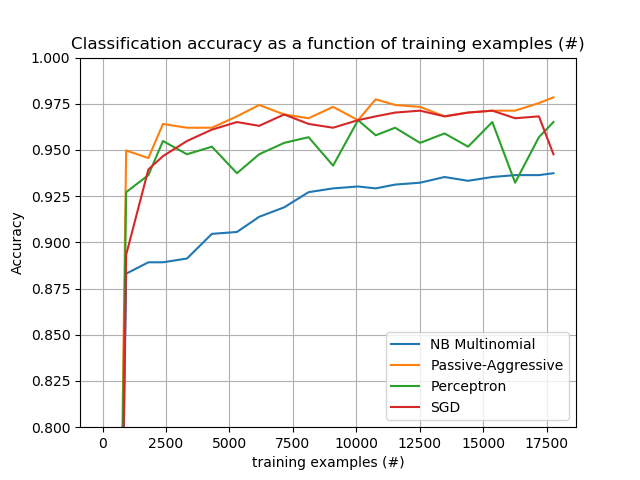 Classification accuracy as a function of training examples (#)
1.000
0.975
0.950
0.925
0.900
0.875
0.850
0.825
0.800
Accuracy
NB Multinomial
Passive-Aggressive
Perceptron
SGD
0 2500 5000 7500 10000 12500 15000 17500
training examples (#)